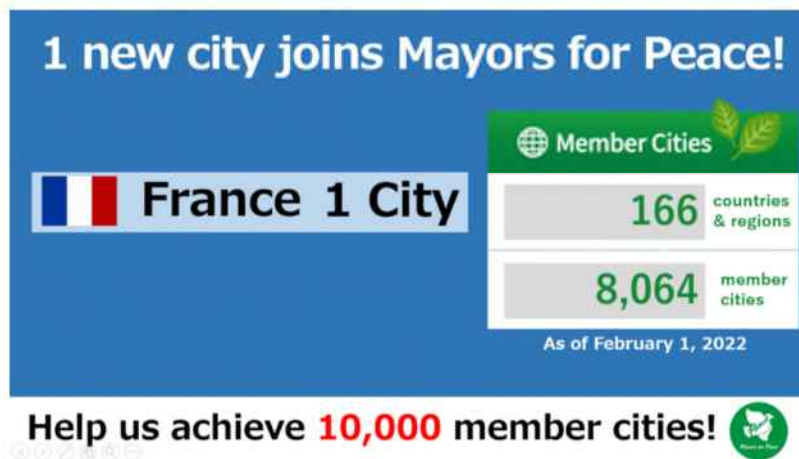 1 new city joins Mayors for Peace!
Member Cities
France 1 City
166 countries & regions
8,064 member cities
As of February 1, 2022
Help us achieve 10,000 member cities!